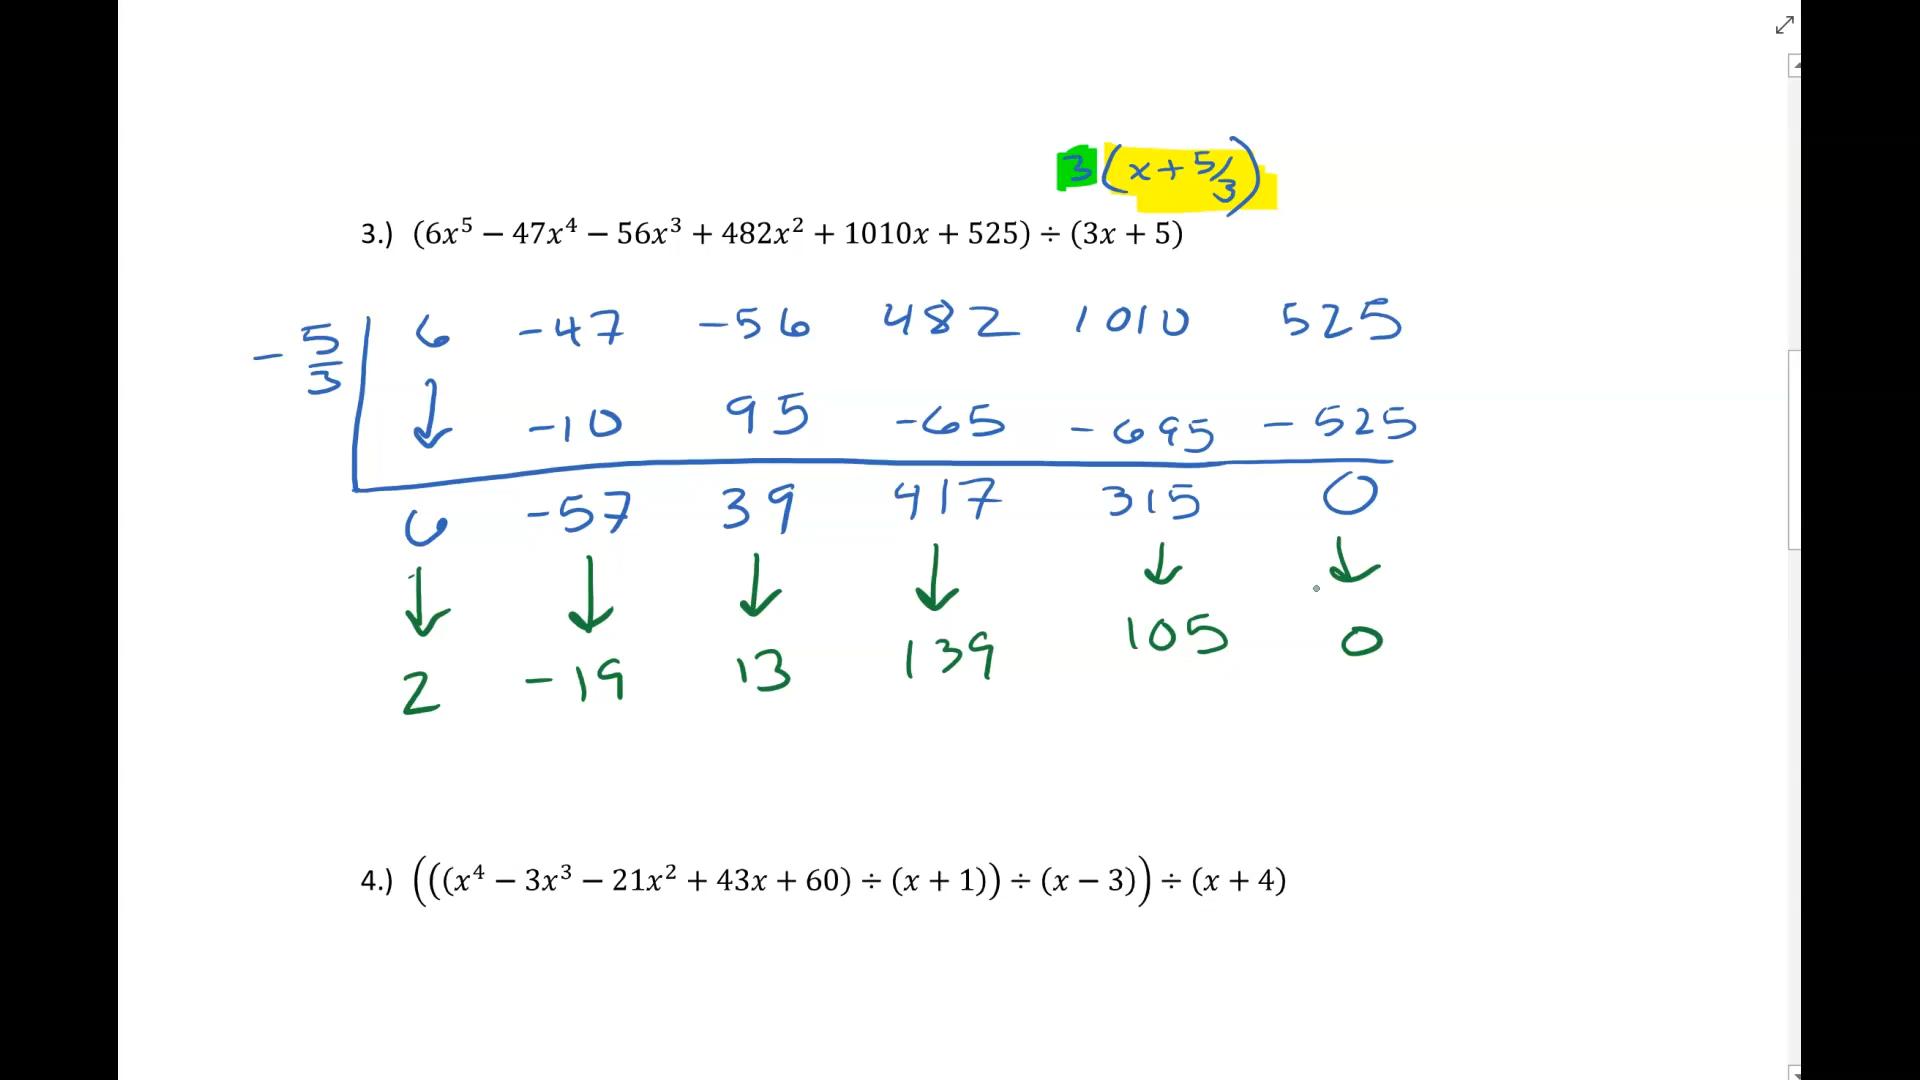 3(x + 5/3)
3.) (6x⁵ − 47x⁴ − 56x³ + 482x² + 1010x + 525) ÷ (3x + 5)
-5/3 | 6 -47 -56 482 1010 525
↓ -10 95 -65 -695 -525
6 -57 39 417 315 0
↓ ↓ ↓ ↓ ↓ ↓
2 -19 13 139 105 0
4.) (((x⁴ − 3x³ − 21x² + 43x + 60) ÷ (x + 1)) ÷ (x − 3)) ÷ (x + 4)